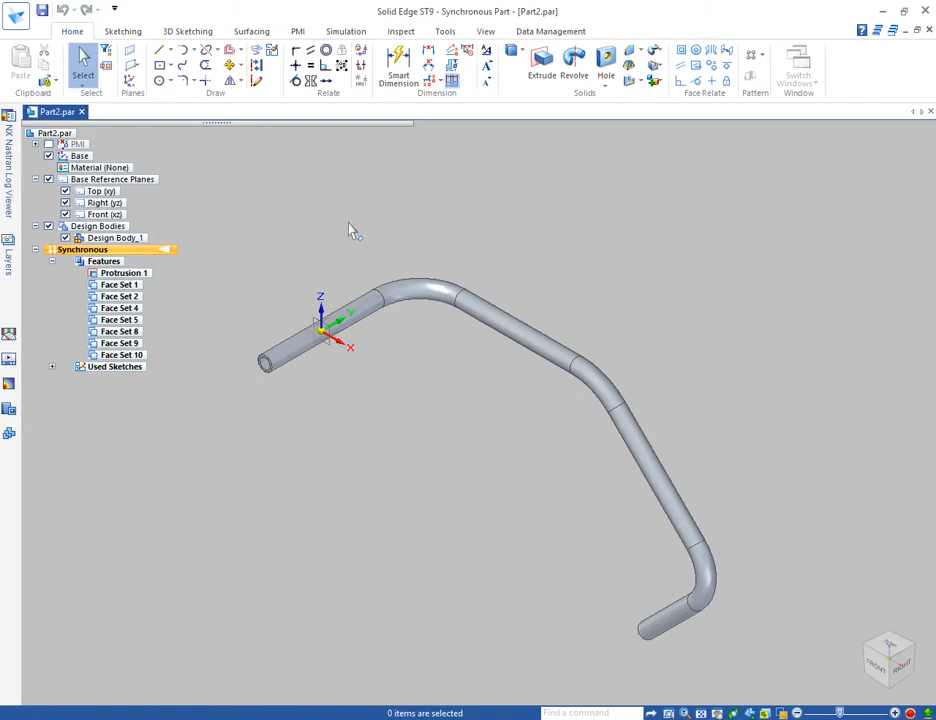 Solid Edge ST9 - Synchronous Part - [Part2.par]
Home Sketching 3D Sketching Surfacing PMI Simulation Inspect Tools View Data Management
Paste Select Smart Dimension Extrude Revolve Hole Switch Windows
Clipboard Select Planes Draw Relate Dimension Solids Face Relate Pattern Window
Part2.par
NX Nastran Log Viewer
Layers
Part2.par
PMI
Base
Material (None)
Base Reference Planes
Top (xy)
Right (yz)
Front (xz)
Design Bodies
Design Body_1
Synchronous
Features
Protrusion 1
Face Set 1
Face Set 2
Face Set 4
Face Set 5
Face Set 8
Face Set 9
Face Set 10
Used Sketches
Z
Y
X
TOP
FRONT RIGHT
0 items are selected
Find a command